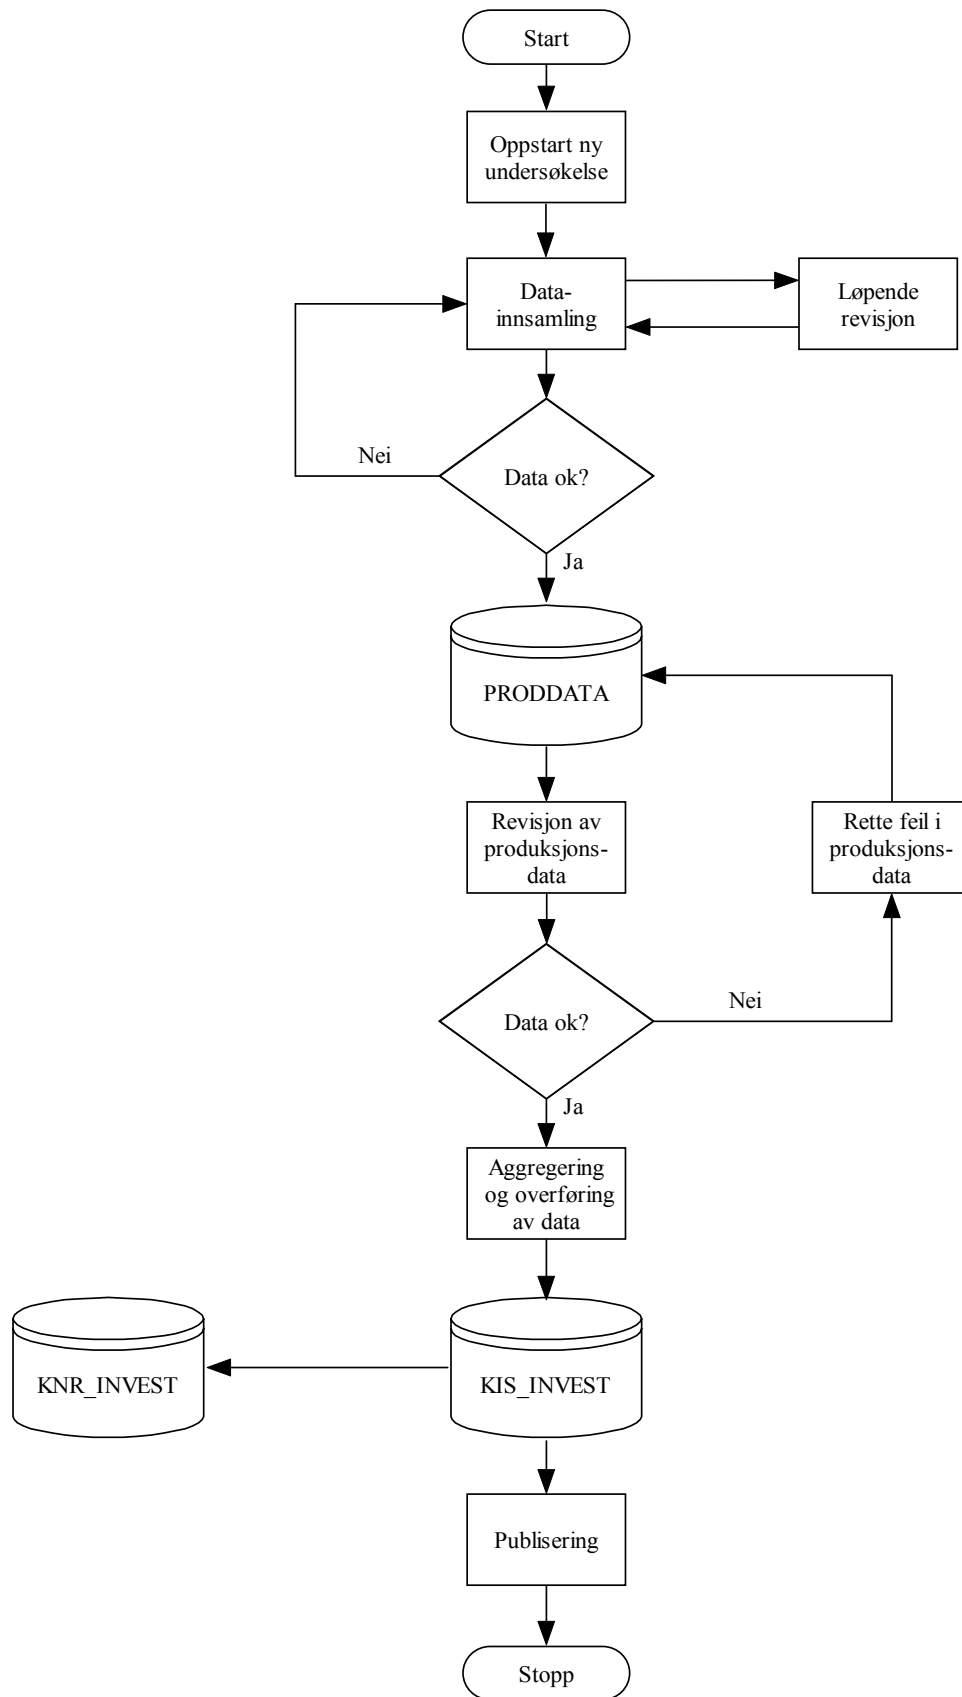 Start
Oppstart ny
undersøkelse
Data-
innsamling
Løpende
revisjon
Nei
Data ok?
Ja
PRODDATA
Revisjon av
produksjons-
data
Rette feil i
produksjons-
data
Nei
Data ok?
Ja
Aggregering
og overføring
av data
KNR_INVEST
KIS_INVEST
Publisering
Stopp